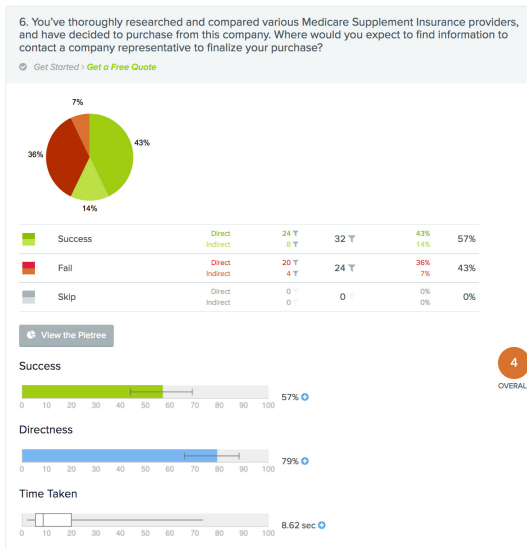 6. You've thoroughly researched and compared various Medicare Supplement Insurance providers,
and have decided to purchase from this company. Where would you expect to find information to
contact a company representative to finalize your purchase?
Get Started › Get a Free Quote
7%
43%
36%
14%
Success Direct 24 32 43% 57%
Indirect 8 14%
Fail Direct 20 24 36% 43%
Indirect 4 7%
Skip Direct 0 0 0% 0%
Indirect 0 0%
View the Pietree
Success
4
OVERAL
57%
0 10 20 30 40 50 60 70 80 90 100
Directness
79%
0 10 20 30 40 50 60 70 80 90 100
Time Taken
8.62 sec
0 10 20 30 40 50 60 70 80 90 100